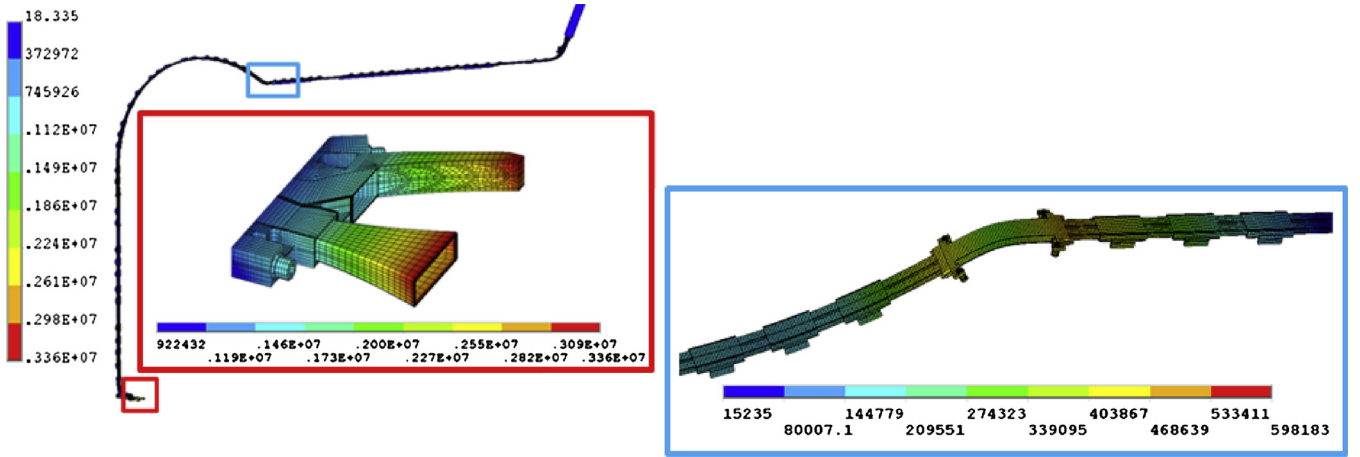 18.335
372972
745926
.112E+07
.149E+07
.186E+07
.224E+07
.261E+07
.298E+07
.336E+07
922432 .146E+07 .200E+07 .255E+07 .309E+07
.119E+07 .173E+07 .227E+07 .282E+07 .336E+07
15235 144779 274323 403867 533411
80007.1 209551 339095 468639 598183